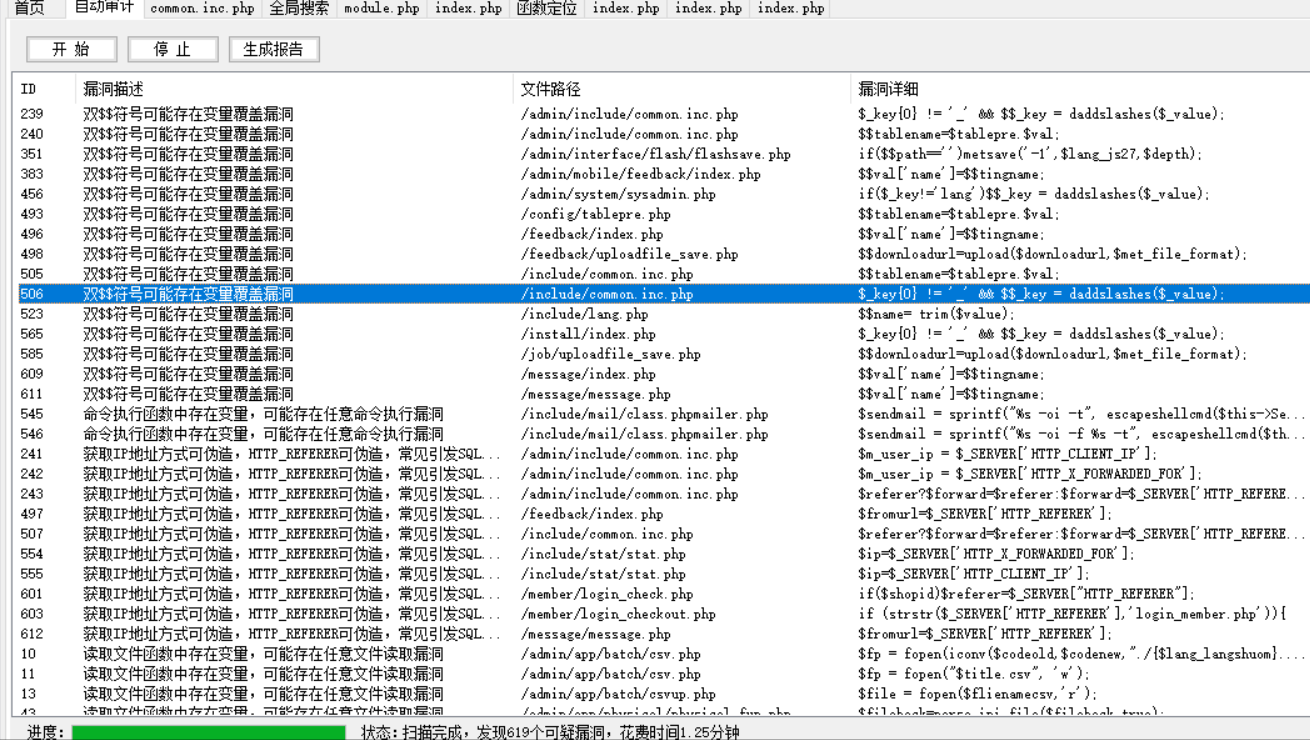 首页 自动审计 common.inc.php 全局搜索 module.php index.php 函数定位 index.php index.php index.php
开 始 停 止 生成报告
ID 漏洞描述 文件路径 漏洞详细
239 双$$符号可能存在变量覆盖漏洞 /admin/include/common.inc.php $_key{0} != '_' && $$_key = daddslashes($_value);
240 双$$符号可能存在变量覆盖漏洞 /admin/include/common.inc.php $$tablename=$tablepre.$val;
351 双$$符号可能存在变量覆盖漏洞 /admin/interface/flash/flashsave.php if($$path=='')metsave('-1',$lang_js27,$depth);
383 双$$符号可能存在变量覆盖漏洞 /admin/mobile/feedback/index.php $$val['name']=$$tingname;
456 双$$符号可能存在变量覆盖漏洞 /admin/system/sysadmin.php if($_key!='lang')$$_key = daddslashes($_value);
493 双$$符号可能存在变量覆盖漏洞 /config/tablepre.php $$tablename=$tablepre.$val;
496 双$$符号可能存在变量覆盖漏洞 /feedback/index.php $$val['name']=$$tingname;
498 双$$符号可能存在变量覆盖漏洞 /feedback/uploadfile_save.php $$downloadurl=upload($downloadurl,$met_file_format);
505 双$$符号可能存在变量覆盖漏洞 /include/common.inc.php $$tablename=$tablepre.$val;
506 双$$符号可能存在变量覆盖漏洞 /include/common.inc.php $_key{0} != '_' && $$_key = daddslashes($_value);
523 双$$符号可能存在变量覆盖漏洞 /include/lang.php $$name= trim($value);
565 双$$符号可能存在变量覆盖漏洞 /install/index.php $_key{0} != '_' && $$_key = daddslashes($_value);
585 双$$符号可能存在变量覆盖漏洞 /job/uploadfile_save.php $$downloadurl=upload($downloadurl,$met_file_format);
609 双$$符号可能存在变量覆盖漏洞 /message/index.php $$val['name']=$$tingname;
611 双$$符号可能存在变量覆盖漏洞 /message/message.php $$val['name']=$$tingname;
545 命令执行函数中存在变量，可能存在任意命令执行漏洞 /include/mail/class.phpmailer.php $sendmail = sprintf("%s -oi -t", escapeshellcmd($this->Se...
546 命令执行函数中存在变量，可能存在任意命令执行漏洞 /include/mail/class.phpmailer.php $sendmail = sprintf("%s -oi -f %s -t", escapeshellcmd($th...
241 获取IP地址方式可伪造，HTTP_REFERER可伪造，常见引发SQL... /admin/include/common.inc.php $m_user_ip = $_SERVER['HTTP_CLIENT_IP'];
242 获取IP地址方式可伪造，HTTP_REFERER可伪造，常见引发SQL... /admin/include/common.inc.php $m_user_ip = $_SERVER['HTTP_X_FORWARDED_FOR'];
243 获取IP地址方式可伪造，HTTP_REFERER可伪造，常见引发SQL... /admin/include/common.inc.php $referer?$forward=$referer:$forward=$_SERVER['HTTP_REFERE...
497 获取IP地址方式可伪造，HTTP_REFERER可伪造，常见引发SQL... /feedback/index.php $fromurl=$_SERVER['HTTP_REFERER'];
507 获取IP地址方式可伪造，HTTP_REFERER可伪造，常见引发SQL... /include/common.inc.php $referer?$forward=$referer:$forward=$_SERVER['HTTP_REFERE...
554 获取IP地址方式可伪造，HTTP_REFERER可伪造，常见引发SQL... /include/stat/stat.php $ip=$_SERVER['HTTP_X_FORWARDED_FOR'];
555 获取IP地址方式可伪造，HTTP_REFERER可伪造，常见引发SQL... /include/stat/stat.php $ip=$_SERVER['HTTP_CLIENT_IP'];
601 获取IP地址方式可伪造，HTTP_REFERER可伪造，常见引发SQL... /member/login_check.php if($shopid)$referer=$_SERVER["HTTP_REFERER"];
603 获取IP地址方式可伪造，HTTP_REFERER可伪造，常见引发SQL... /member/login_checkout.php if (strstr($_SERVER['HTTP_REFERER'],'login_member.php')){
612 获取IP地址方式可伪造，HTTP_REFERER可伪造，常见引发SQL... /message/message.php $fromurl=$_SERVER['HTTP_REFERER'];
10 读取文件函数中存在变量，可能存在任意文件读取漏洞 /admin/app/batch/csv.php $fp = fopen(iconv($codeold,$codenew,"./{$lang_langshuom}....
11 读取文件函数中存在变量，可能存在任意文件读取漏洞 /admin/app/batch/csv.php $fp = fopen("$title.csv", 'w');
13 读取文件函数中存在变量，可能存在任意文件读取漏洞 /admin/app/batch/csvup.php $file = fopen($flienamecsv,'r');
43 读取文件函数中存在变量，可能存在任意文件读取漏洞 /admin/app/physical/physical_fun.php
进度: 状态:扫描完成，发现619个可疑漏洞，花费时间1.25分钟